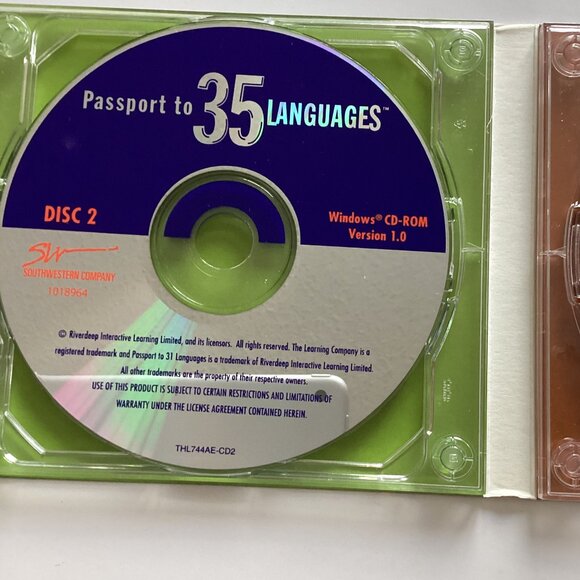 Passport to 35 LANGUAGES™
DISC 2
Windows® CD-ROM
Version 1.0
SW
SOUTHWESTERN COMPANY
1018964
© Riverdeep Interactive Learning Limited, and its licensors. All rights reserved. The Learning Company is a
registered trademark and Passport to 31 Languages is a trademark of Riverdeep Interactive Learning Limited.
All other trademarks are the property of their respective owners.
USE OF THIS PRODUCT IS SUBJECT TO CERTAIN RESTRICTIONS AND LIMITATIONS OF
WARRANTY UNDER THE LICENSE AGREEMENT CONTAINED HEREIN.
THL744AE-CD2